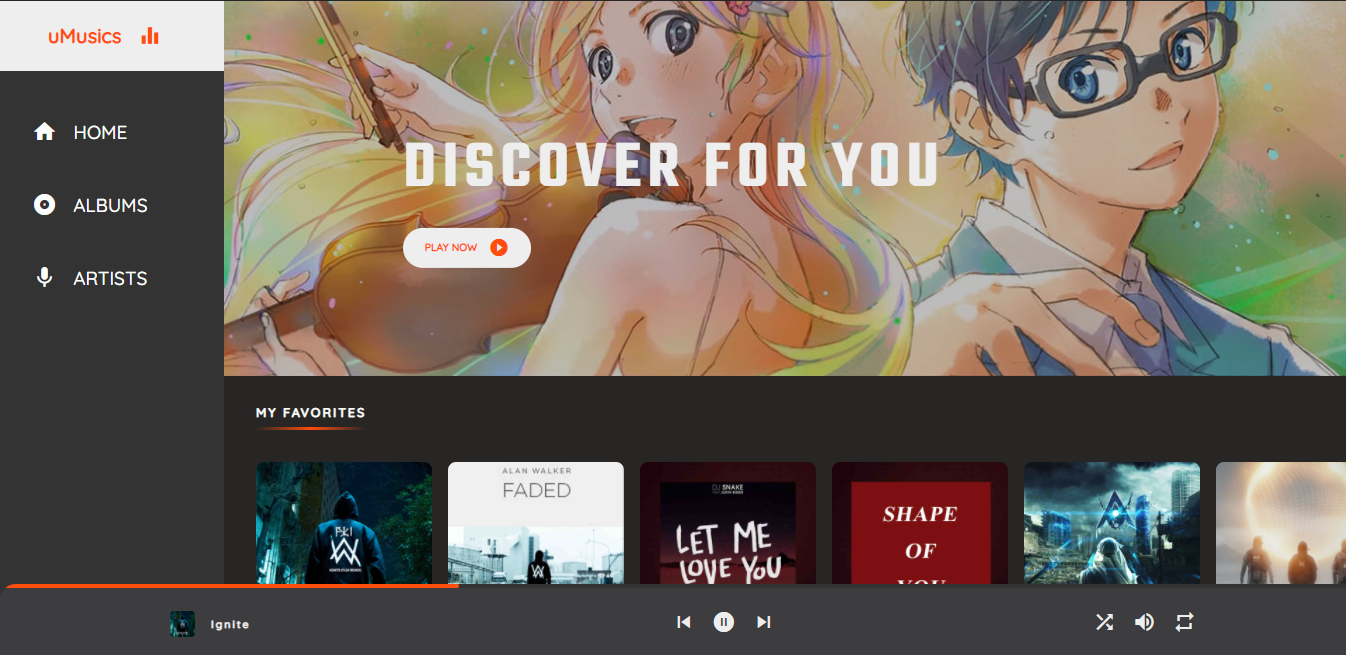 uMusics
HOME
ALBUMS
ARTISTS
DISCOVER FOR YOU
PLAY NOW
MY FAVORITES
ALAN WALKER
FADED
DJ SNAKE
LET ME
LOVE YOU
SHAPE
OF
YOU
Ignite